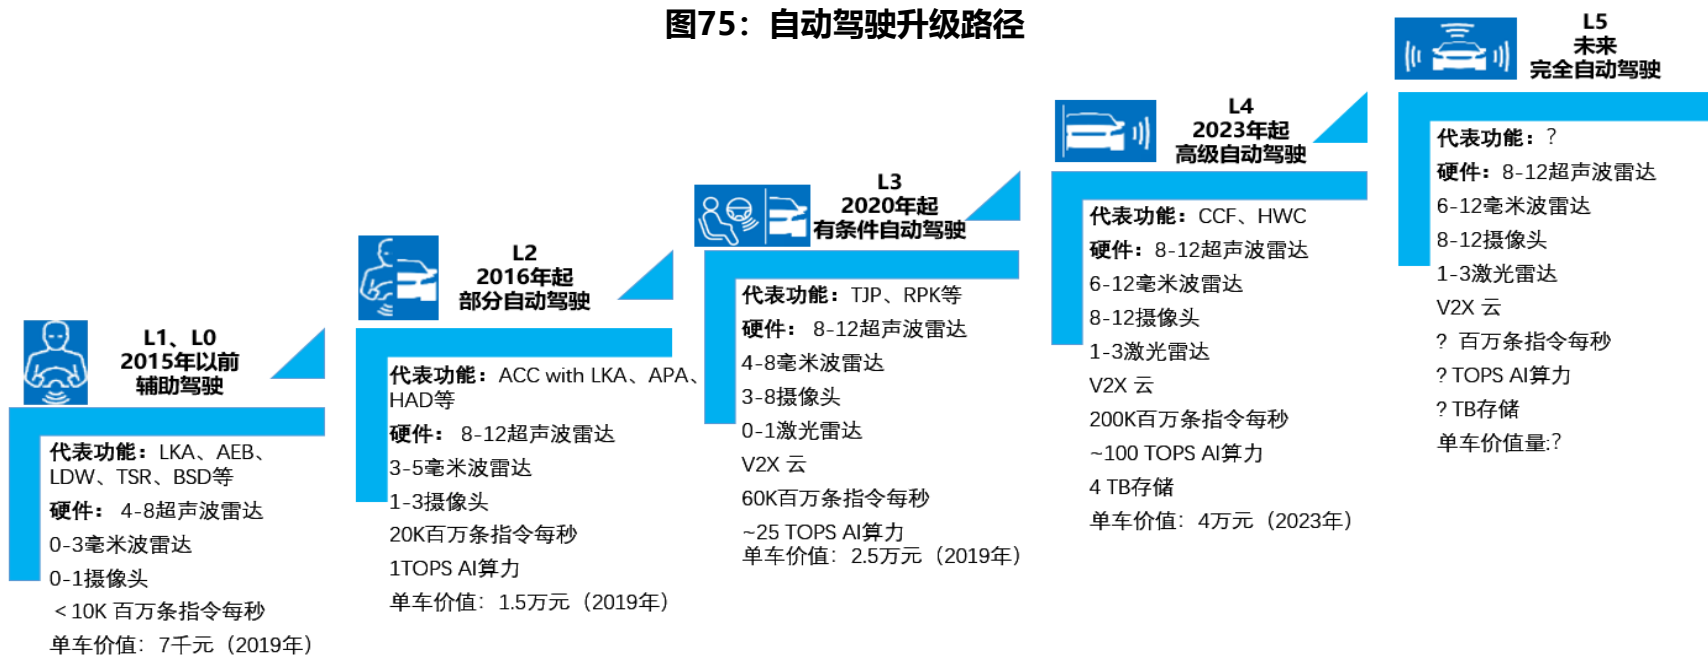 图75：自动驾驶升级路径
L1、L0
2015年以前
辅助驾驶
代表功能：LKA、AEB、
LDW、TSR、BSD等
硬件： 4-8超声波雷达
0-3毫米波雷达
0-1摄像头
＜10K 百万条指令每秒
单车价值：7千元（2019年）
L2
2016年起
部分自动驾驶
代表功能：ACC with LKA、APA、
HAD等
硬件： 8-12超声波雷达
3-5毫米波雷达
1-3摄像头
20K百万条指令每秒
1TOPS AI算力
单车价值：1.5万元（2019年）
L3
2020年起
有条件自动驾驶
代表功能：TJP、RPK等
硬件： 8-12超声波雷达
4-8毫米波雷达
3-8摄像头
0-1激光雷达
V2X 云
60K百万条指令每秒
~25 TOPS AI算力
单车价值：2.5万元（2019年）
L4
2023年起
高级自动驾驶
代表功能：CCF、HWC
硬件：8-12超声波雷达
6-12毫米波雷达
8-12摄像头
1-3激光雷达
V2X 云
200K百万条指令每秒
~100 TOPS AI算力
4 TB存储
单车价值：4万元（2023年）
L5
未来
完全自动驾驶
代表功能：？
硬件：8-12超声波雷达
6-12毫米波雷达
8-12摄像头
1-3激光雷达
V2X 云
？百万条指令每秒
？TOPS AI算力
？TB存储
单车价值量:？